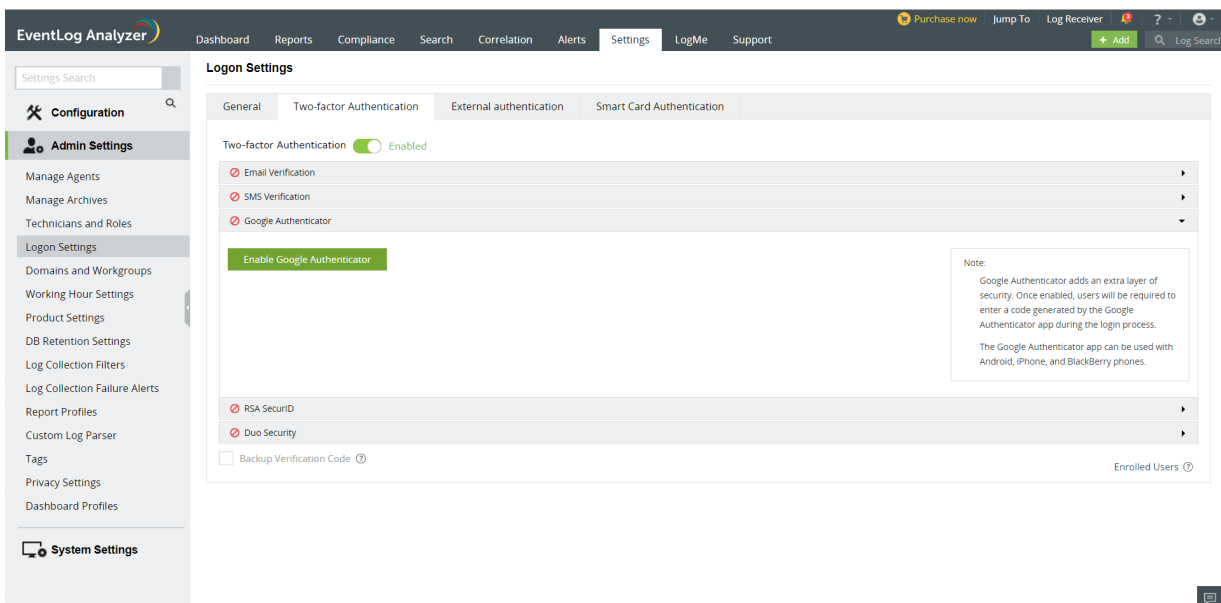 Purchase now Jump To Log Receiver ?
EventLog Analyzer
Dashboard Reports Compliance Search Correlation Alerts Settings LogMe Support
+ Add Log Search
Settings Search
Logon Settings
Configuration
General Two-factor Authentication External authentication Smart Card Authentication
Admin Settings
Two-factor Authentication Enabled
Manage Agents
Manage Archives
Technicians and Roles
Logon Settings
Domains and Workgroups
Working Hour Settings
Product Settings
DB Retention Settings
Log Collection Filters
Log Collection Failure Alerts
Report Profiles
Custom Log Parser
Tags
Privacy Settings
Dashboard Profiles
System Settings
Email Verification
SMS Verification
Google Authenticator
Enable Google Authenticator
Note:
Google Authenticator adds an extra layer of
security. Once enabled, users will be required to
enter a code generated by the Google
Authenticator app during the login process.
The Google Authenticator app can be used with
Android, iPhone, and BlackBerry phones.
RSA SecurID
Duo Security
Backup Verification Code ?
Enrolled Users ?